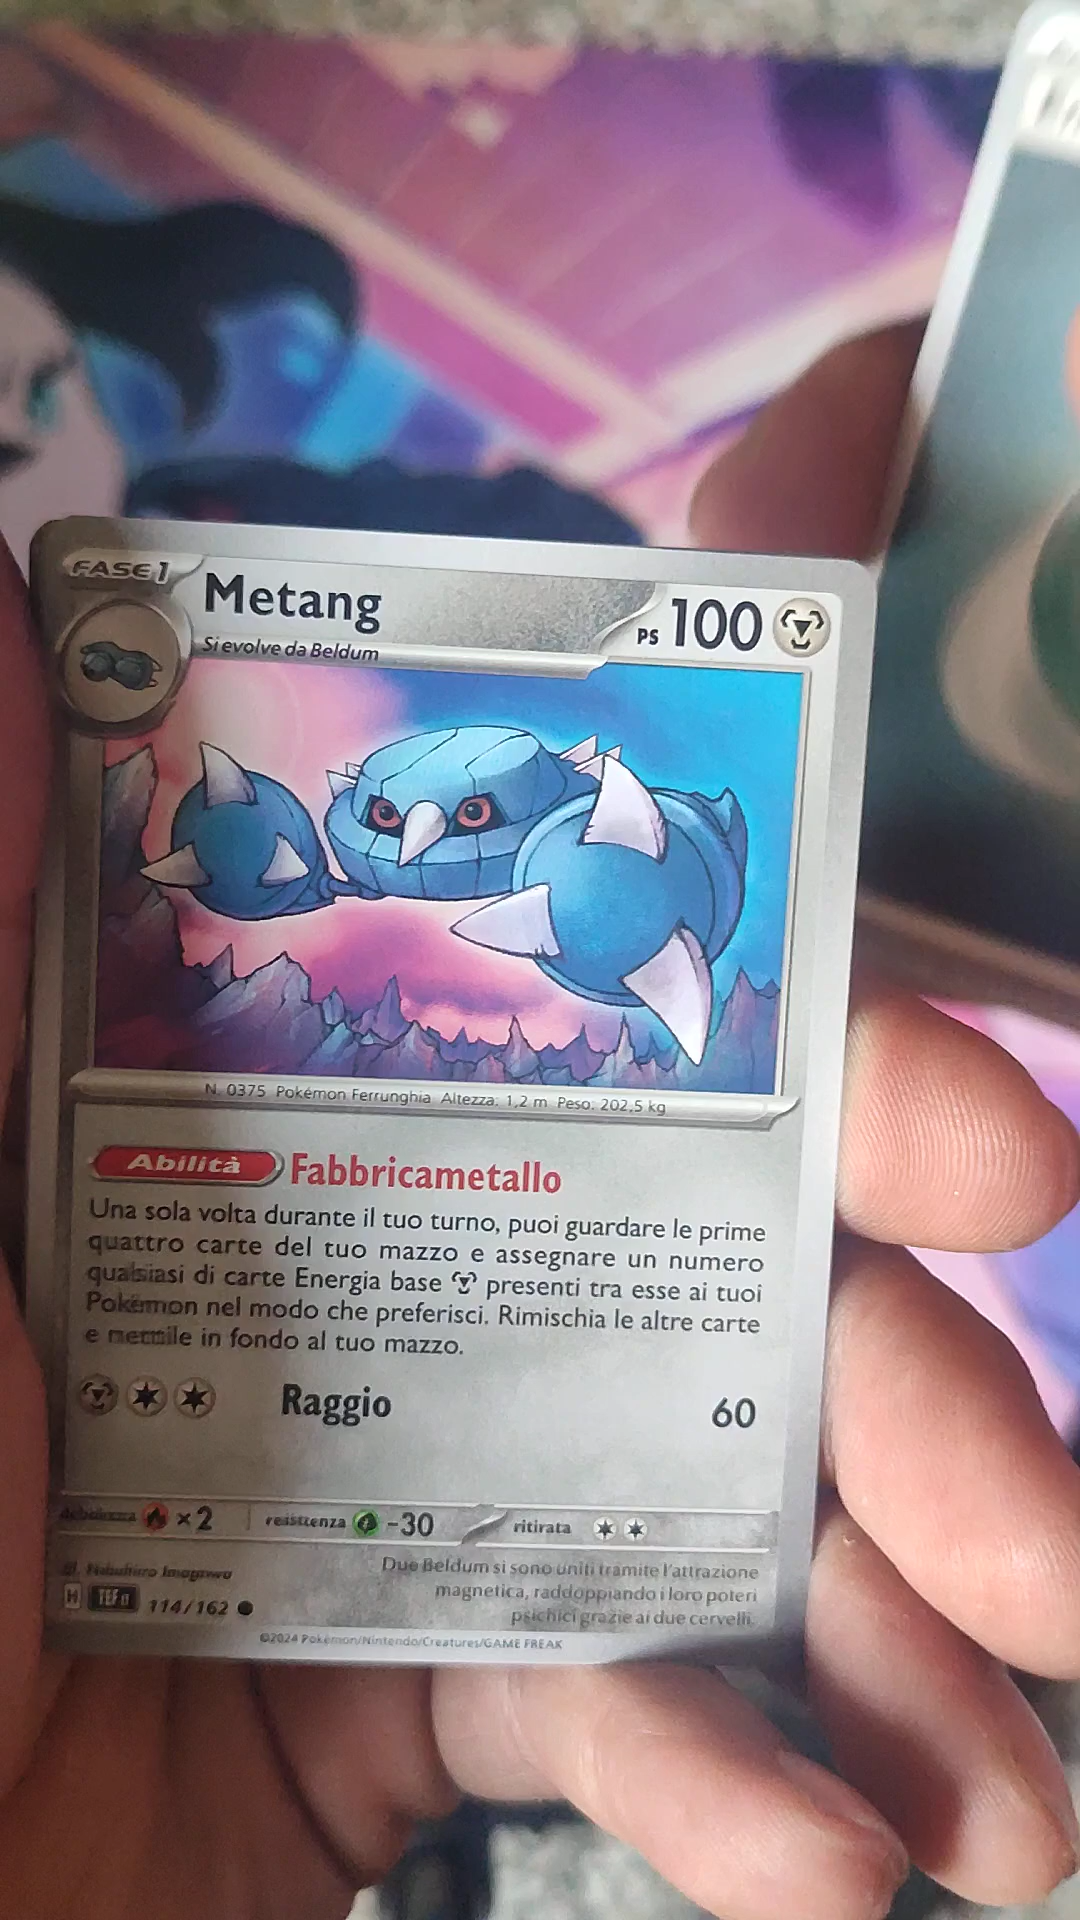 FASE 1
Metang
PS 100
Si evolve da Beldum
N. 0375 Pokémon Ferrunghia Altezza: 1,2 m Peso: 202,5 kg
Abilità Fabbricametallo
Una sola volta durante il tuo turno, puoi guardare le prime
quattro carte del tuo mazzo e assegnare un numero
qualsiasi di carte Energia base presenti tra esse ai tuoi
Pokémon nel modo che preferisci. Rimischia le altre carte
e mettile in fondo al tuo mazzo.
Raggio 60
debolezza ×2 resistenza -30 ritirata
Due Beldum si sono uniti tramite l'attrazione
magnetica, raddoppiando i loro poteri
psichici grazie ai due cervelli.
Ill.
H TEF IT 114/162
©2024 Pokémon/Nintendo/Creatures/GAME FREAK